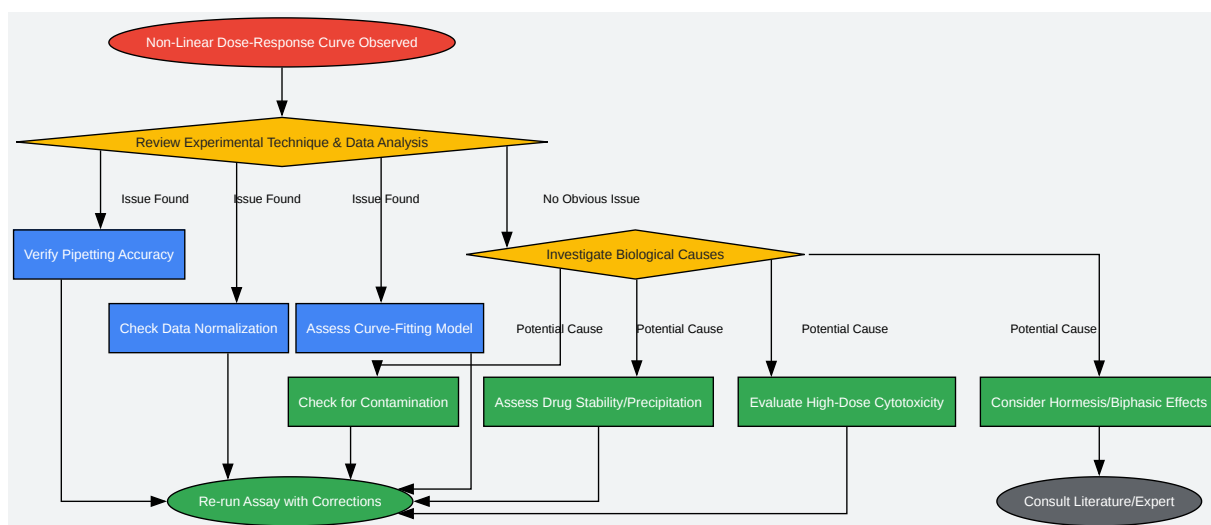 Non-Linear Dose-Response Curve Observed
Review Experimental Technique & Data Analysis
Issue Found
Issue Found
Issue Found
No Obvious Issue
Verify Pipetting Accuracy
Investigate Biological Causes
Check Data Normalization
Assess Curve-Fitting Model
Potential Cause
Potential Cause
Potential Cause
Potential Cause
Check for Contamination
Assess Drug Stability/Precipitation
Evaluate High-Dose Cytotoxicity
Consider Hormesis/Biphasic Effects
Re-run Assay with Corrections
Consult Literature/Expert